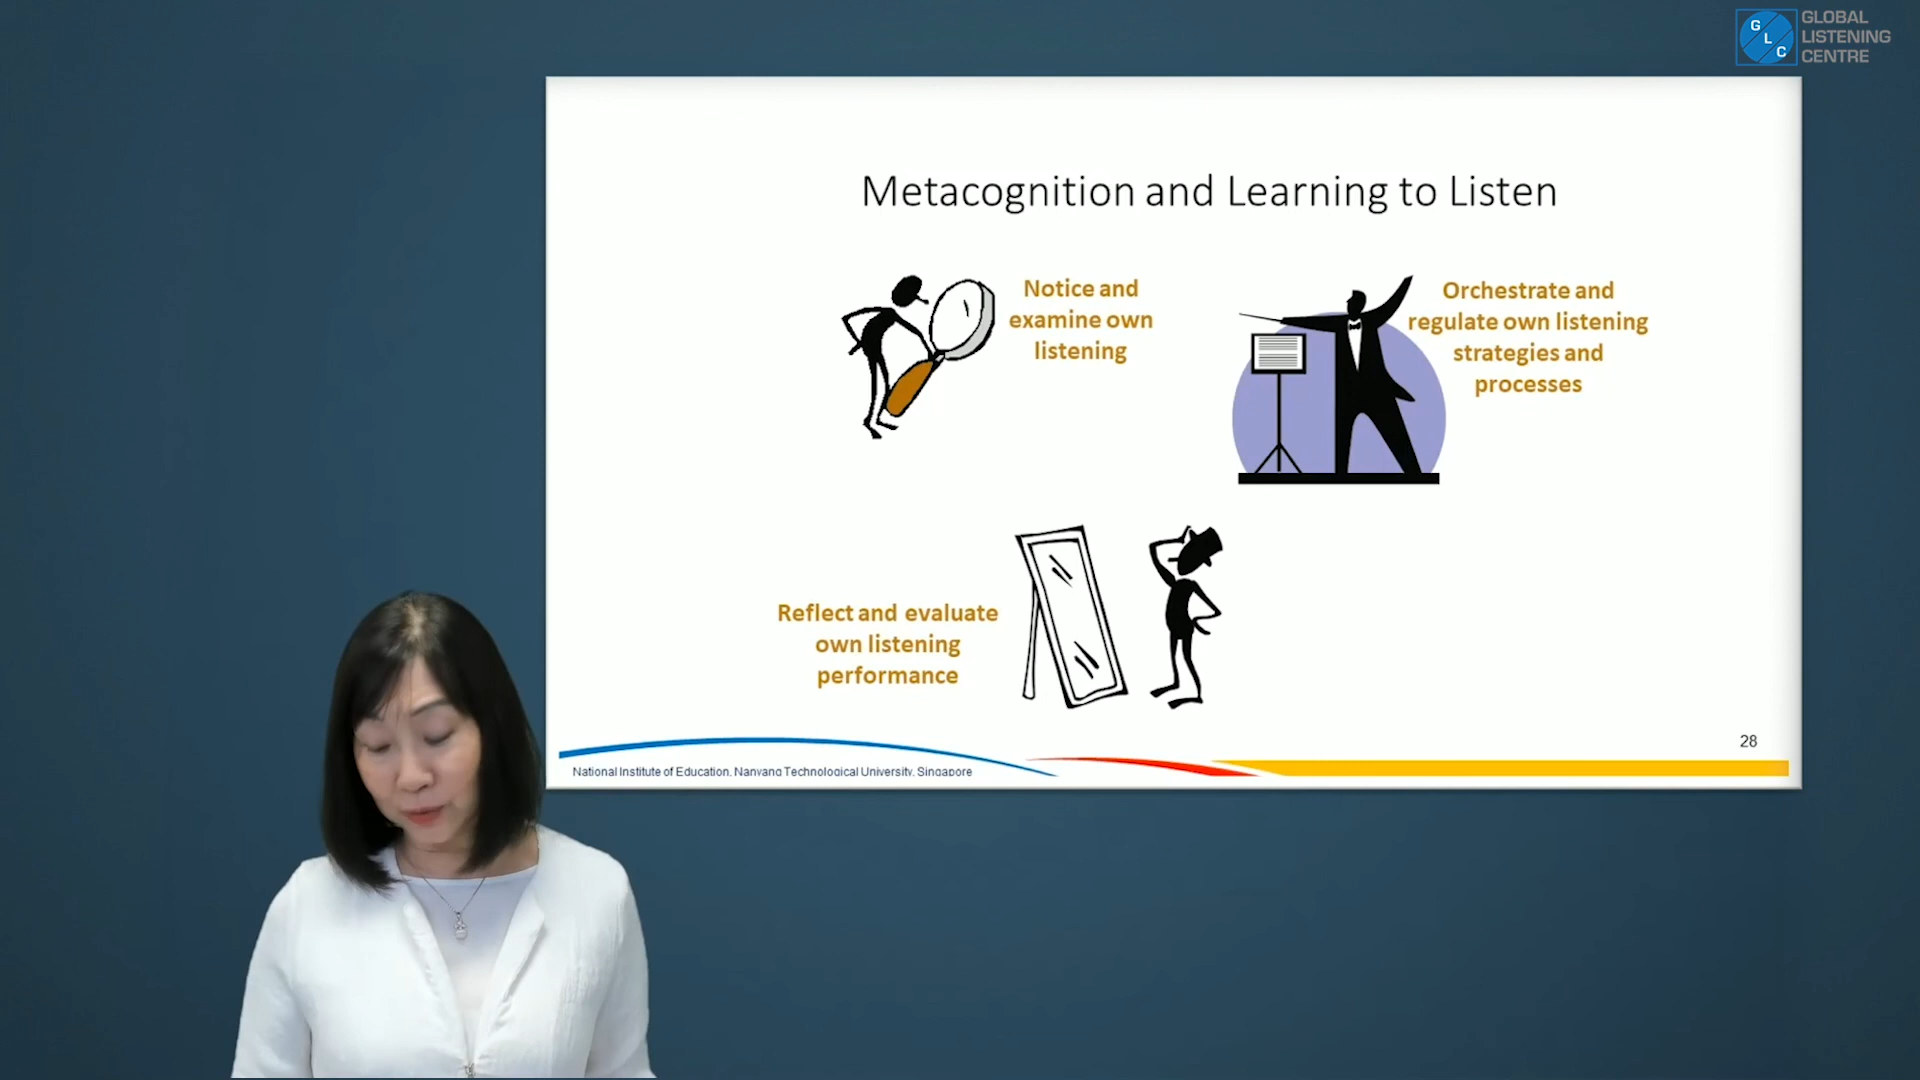 G
L
C
GLOBAL
LISTENING
CENTRE
Metacognition and Learning to Listen
Notice and
examine own
listening
Orchestrate and
regulate own listening
strategies and
processes
Reflect and evaluate
own listening
performance
28
National Institute of Education, Nanyang Technological University, Singapore